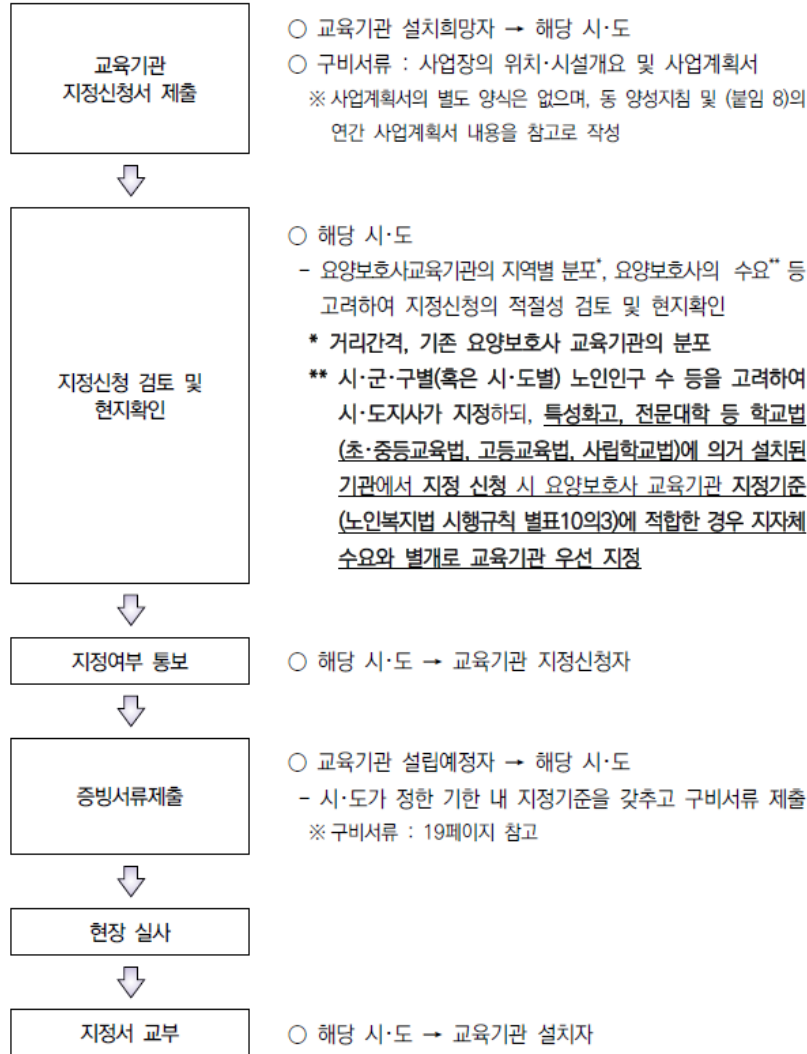 교육기관
지정신청서 제출
○ 교육기관 설치희망자 → 해당 시·도
○ 구비서류 : 사업장의 위치·시설개요 및 사업계획서
※ 사업계획서의 별도 양식은 없으며, 동 양성지침 및 (붙임 8)의
연간 사업계획서 내용을 참고로 작성
지정신청 검토 및
현지확인
○ 해당 시·도
- 요양보호사교육기관의 지역별 분포*, 요양보호사의 수요** 등
고려하여 지정신청의 적절성 검토 및 현지확인
* 거리간격, 기존 요양보호사 교육기관의 분포
** 시·군·구별(혹은 시·도별) 노인인구 수 등을 고려하여
시·도지사가 지정하되, 특성화고, 전문대학 등 학교법
(초·중등교육법, 고등교육법, 사립학교법)에 의거 설치된
기관에서 지정 신청 시 요양보호사 교육기관 지정기준
(노인복지법 시행규칙 별표10의3)에 적합한 경우 지자체
수요와 별개로 교육기관 우선 지정
지정여부 통보
○ 해당 시·도 → 교육기관 지정신청자
증빙서류제출
○ 교육기관 설립예정자 → 해당 시·도
- 시·도가 정한 기한 내 지정기준을 갖추고 구비서류 제출
※ 구비서류 : 19페이지 참고
현장 실사
지정서 교부
○ 해당 시·도 → 교육기관 설치자